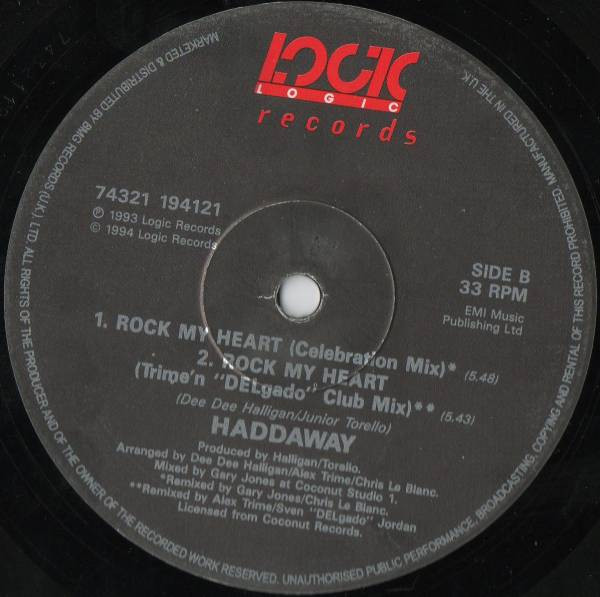 LOGIC
LOGIC
records
74321 194121
℗ 1993 Logic Records
© 1994 Logic Records
SIDE B
33 RPM
EMI Music
Publishing Ltd
1. ROCK MY HEART (Celebration Mix)* (5.48)
2. ROCK MY HEART
(Trime'n "DELgado" Club Mix)** (5.43)
(Dee Dee Halligan/Junior Torello)
HADDAWAY
Produced by Halligan/Torello.
Arranged by Dee Dee Halligan/Alex Trime/Chris Le Blanc.
Mixed by Gary Jones at Coconut Studio 1.
*Remixed by Gary Jones/Chris Le Blanc.
**Remixed by Alex Trime/Sven "DELgado" Jordan
Licensed from Coconut Records.
MARKETED & DISTRIBUTED BY BMG RECORDS (UK) LTD. ALL RIGHTS OF THE PRODUCER AND OF THE OWNER OF THE RECORDED WORK RESERVED. UNAUTHORISED PUBLIC PERFORMANCE, BROADCASTING, COPYING AND RENTAL OF THIS RECORD PROHIBITED. MANUFACTURED IN THE U.K.